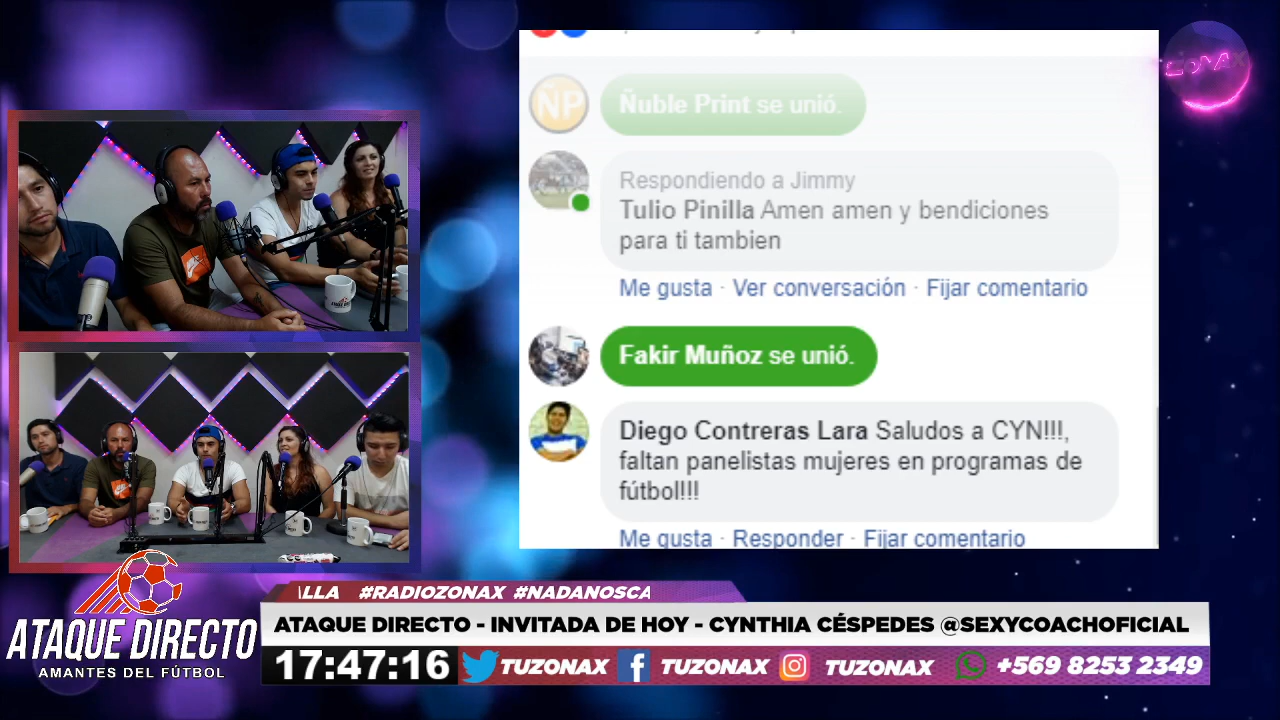 ÑP
Ñuble Print se unió.
Respondiendo a Jimmy
Tulio Pinilla Amen amen y bendiciones
para ti tambien
Me gusta · Ver conversación · Fijar comentario
Fakir Muñoz se unió.
Diego Contreras Lara Saludos a CYN!!!,
faltan panelistas mujeres en programas de
fútbol!!!
Me gusta · Responder · Fijar comentario
LLA #RADIOZONAX #NADANOSCA
ATAQUE DIRECTO - INVITADA DE HOY - CYNTHIA CÉSPEDES @SEXYCOACHOFICIAL
ATAQUE DIRECTO
AMANTES DEL FÚTBOL
17:47:16 TUZONAX TUZONAX TUZONAX +569 8253 2349